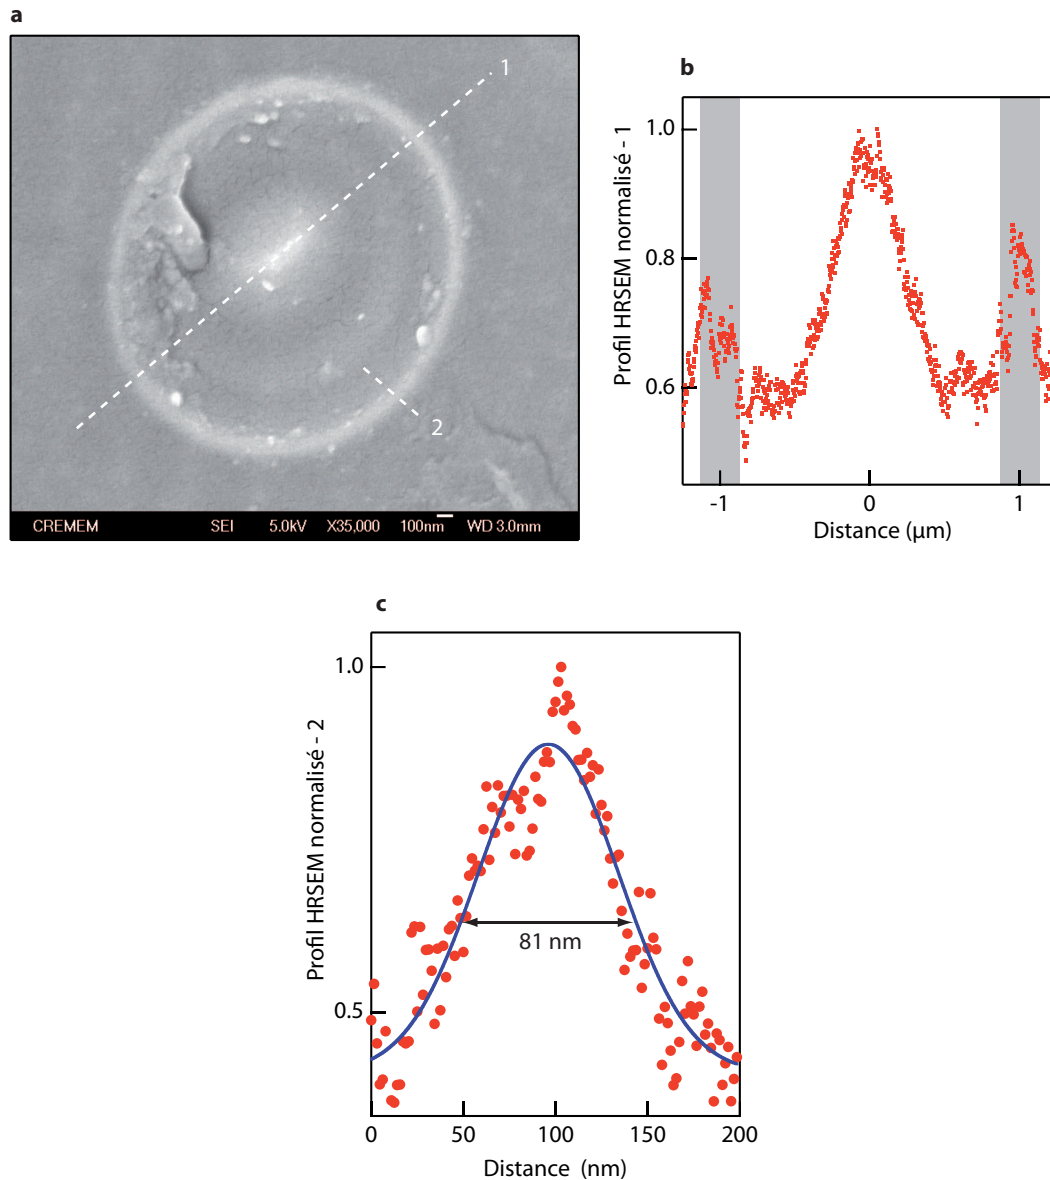 a
1
2
CREMEM SEI 5.0kV X35,000 100nm WD 3.0mm
b
Profil HRSEM normalisé - 1
1.0
0.8
0.6
-1 0 1
Distance (µm)
c
Profil HRSEM normalisé - 2
1.0
0.5
81 nm
0 50 100 150 200
Distance (nm)